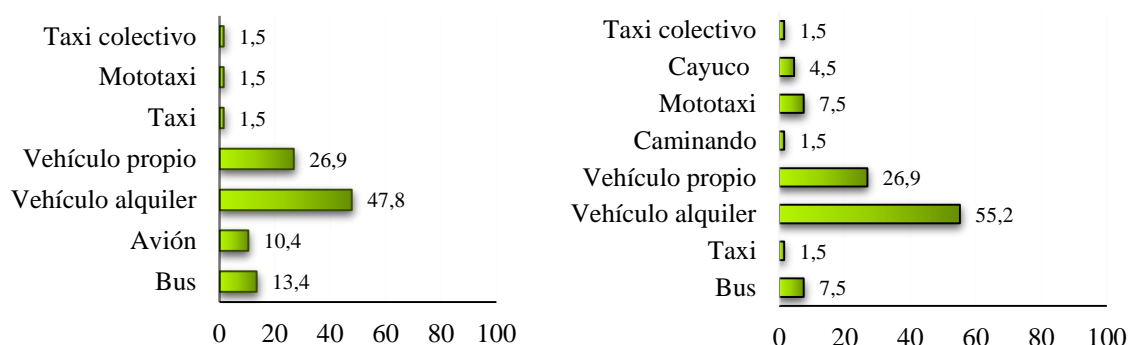 Taxi colectivo 1,5
Mototaxi 1,5
Taxi 1,5
Vehículo propio 26,9
Vehículo alquiler 47,8
Avión 10,4
Bus 13,4
0 20 40 60 80 100
Taxi colectivo 1,5
Cayuco 4,5
Mototaxi 7,5
Caminando 1,5
Vehículo propio 26,9
Vehículo alquiler 55,2
Taxi 1,5
Bus 7,5
0 20 40 60 80 100